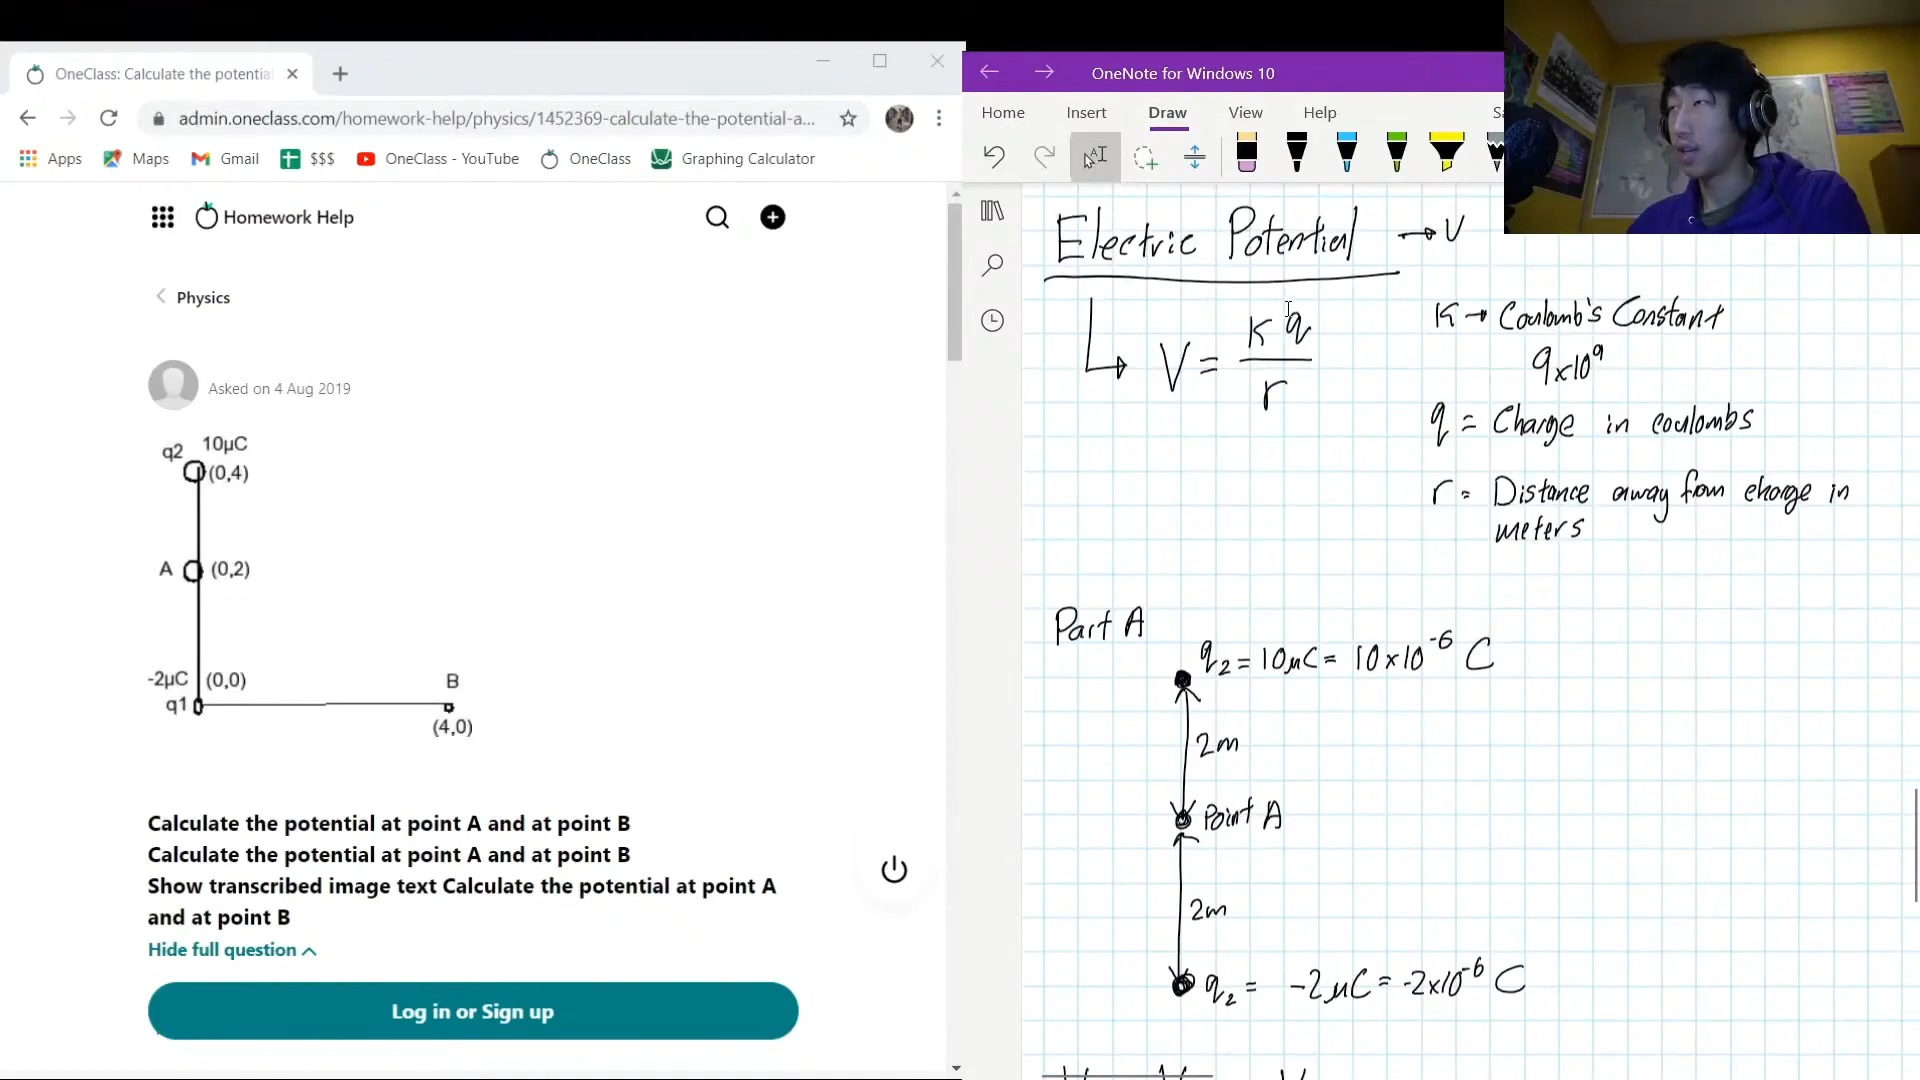 OneClass: Calculate the potentia
admin.oneclass.com/homework-help/physics/1452369-calculate-the-potential-a...
Apps Maps Gmail $$$ OneClass - YouTube OneClass Graphing Calculator
Homework Help
Physics
Asked on 4 Aug 2019
q2 10μC
(0,4)
A (0,2)
-2μC (0,0) B
q1
(4,0)
Calculate the potential at point A and at point B
Calculate the potential at point A and at point B
Show transcribed image text Calculate the potential at point A
and at point B
Hide full question
Log in or Sign up
OneNote for Windows 10
Home Insert Draw View Help
Electric Potential → V
V = Kq
r
K → Coulomb's Constant
9x10⁹
q = Charge in coulombs
r = Distance away from charge in
meters
Part A
q₂ = 10μC = 10x10⁻⁶ C
2m
Point A
2m
q₂ = -2μC = -2x10⁻⁶ C